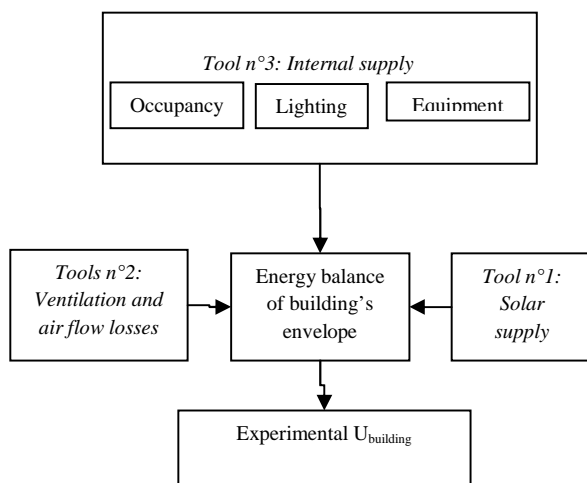 Tool n°3: Internal supply
Occupancy
Lighting
Equipment
Tools n°2:
Ventilation and
air flow losses
Energy balance
of building’s
envelope
Tool n°1:
Solar
supply
Experimental Ubuilding